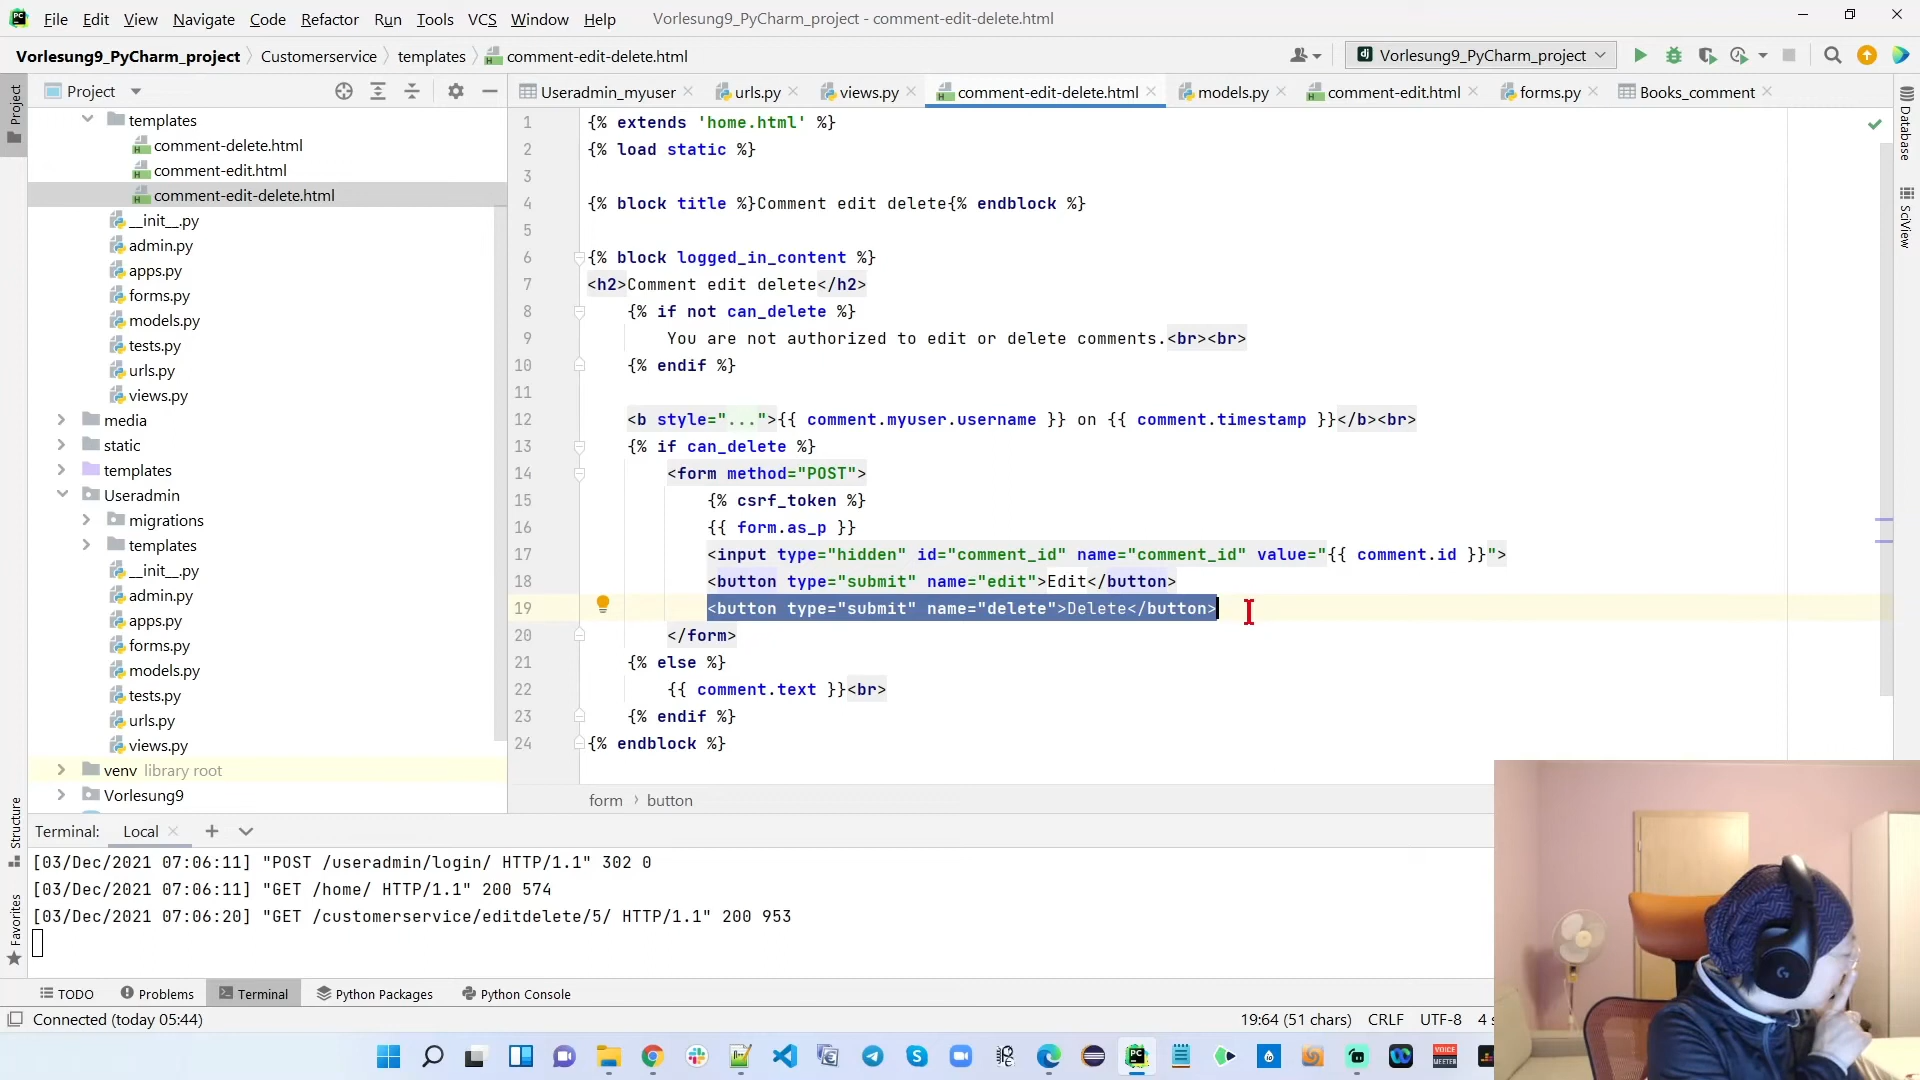 File Edit View Navigate Code Refactor Run Tools VCS Window Help Vorlesung9_PyCharm_project - comment-edit-delete.html
Vorlesung9_PyCharm_project Customerservice templates comment-edit-delete.html Vorlesung9_PyCharm_project
Project
Useradmin_myuser urls.py views.py comment-edit-delete.html models.py comment-edit.html forms.py Books_comment
Project
Structure
Favorites
Database
SciView
templates
comment-delete.html
comment-edit.html
comment-edit-delete.html
__init__.py
admin.py
apps.py
forms.py
models.py
tests.py
urls.py
views.py
media
static
templates
Useradmin
migrations
templates
__init__.py
admin.py
apps.py
forms.py
models.py
tests.py
urls.py
views.py
venv library root
Vorlesung9
1 {% extends 'home.html' %}
2 {% load static %}
3
4 {% block title %}Comment edit delete{% endblock %}
5
6 {% block logged_in_content %}
7 <h2>Comment edit delete</h2>
8 {% if not can_delete %}
9 You are not authorized to edit or delete comments.<br><br>
10 {% endif %}
11
12 <b style="...">{{ comment.myuser.username }} on {{ comment.timestamp }}</b><br>
13 {% if can_delete %}
14 <form method="POST">
15 {% csrf_token %}
16 {{ form.as_p }}
17 <input type="hidden" id="comment_id" name="comment_id" value="{{ comment.id }}">
18 <button type="submit" name="edit">Edit</button>
19 <button type="submit" name="delete">Delete</button>
20 </form>
21 {% else %}
22 {{ comment.text }}<br>
23 {% endif %}
24 {% endblock %}
form button
Terminal: Local
[03/Dec/2021 07:06:11] "POST /useradmin/login/ HTTP/1.1" 302 0
[03/Dec/2021 07:06:11] "GET /home/ HTTP/1.1" 200 574
[03/Dec/2021 07:06:20] "GET /customerservice/editdelete/5/ HTTP/1.1" 200 953
TODO Problems Terminal Python Packages Python Console
Connected (today 05:44) 19:64 (51 chars) CRLF UTF-8 4 s